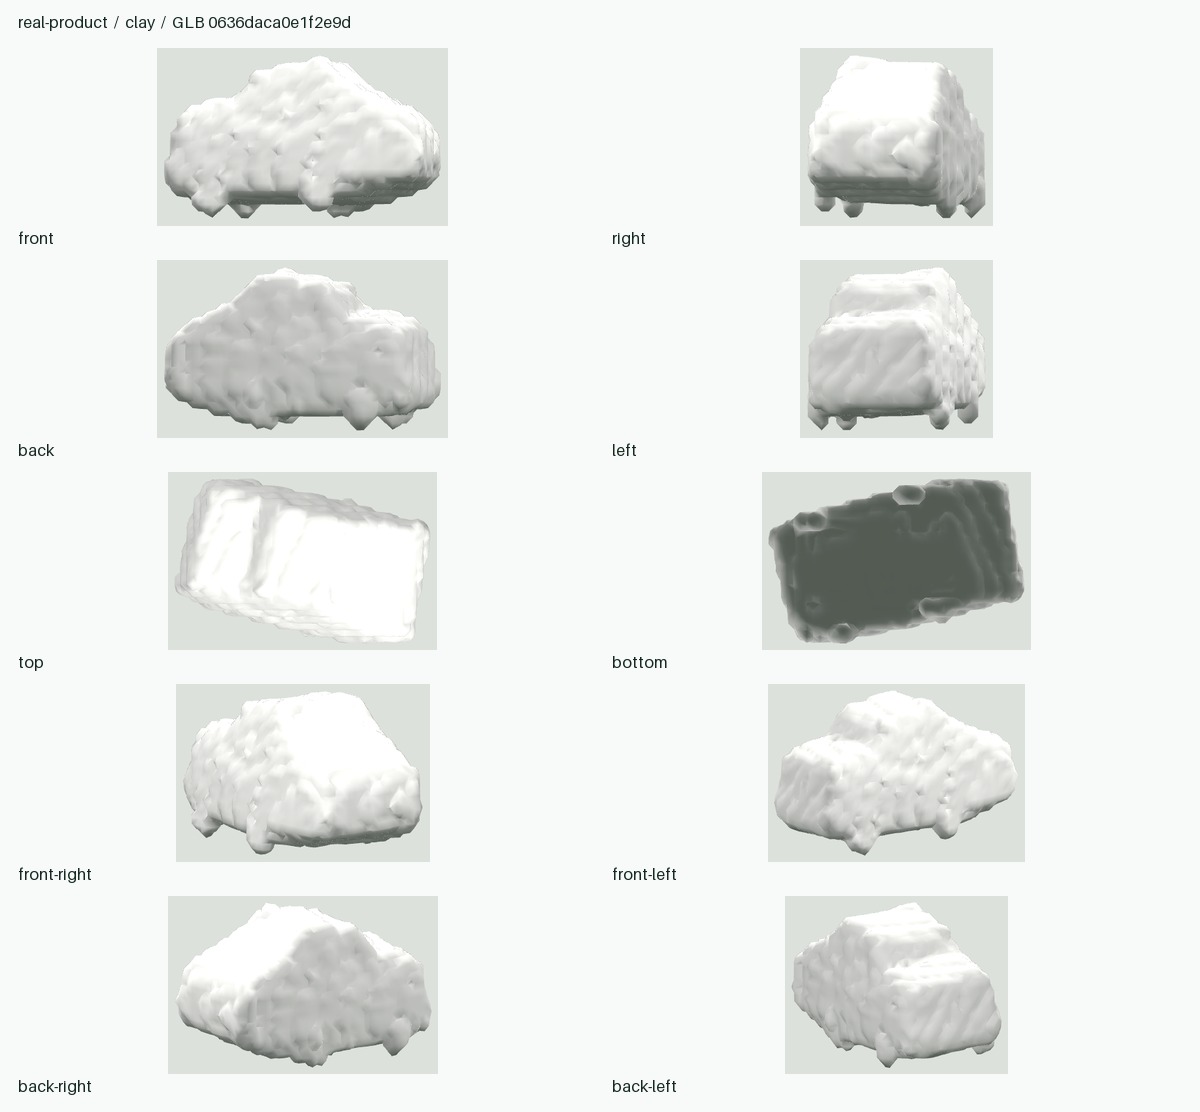 real-product / clay / GLB 0636daca0e1f2e9d
front
right
back
left
top
bottom
front-right
front-left
back-right
back-left